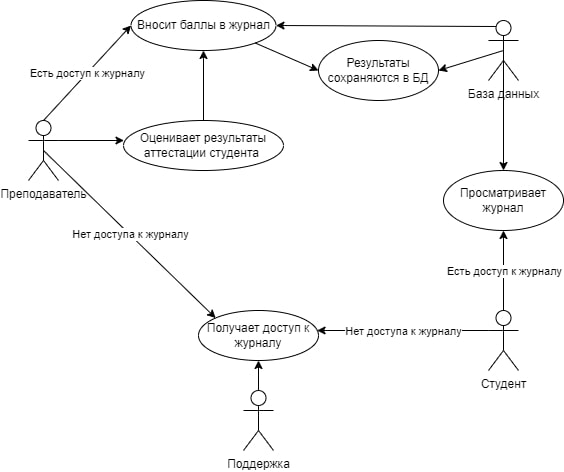 Вносит баллы в журнал
Результаты
сохраняются в БД
База данных
Есть доступ к журналу
Оценивает результаты
аттестации студента
Преподаватель
Просматривает
журнал
Нет доступа к журналу
Есть доступ к журналу
Получает доступ к
журналу
Нет доступа к журналу
Студент
Поддержка